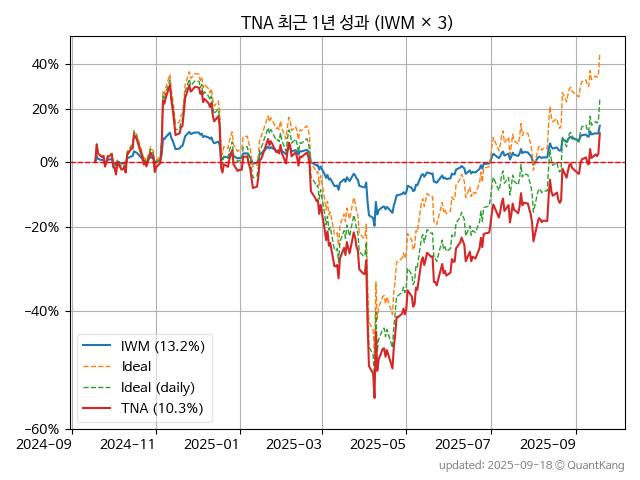 TNA 최근 1년 성과 (IWM × 3)
40%
20%
0%
−20%
−40%
−60%
IWM (13.2%)
Ideal
Ideal (daily)
TNA (10.3%)
2024-09 2024-11 2025-01 2025-03 2025-05 2025-07 2025-09
updated: 2025-09-18 © QuantKang